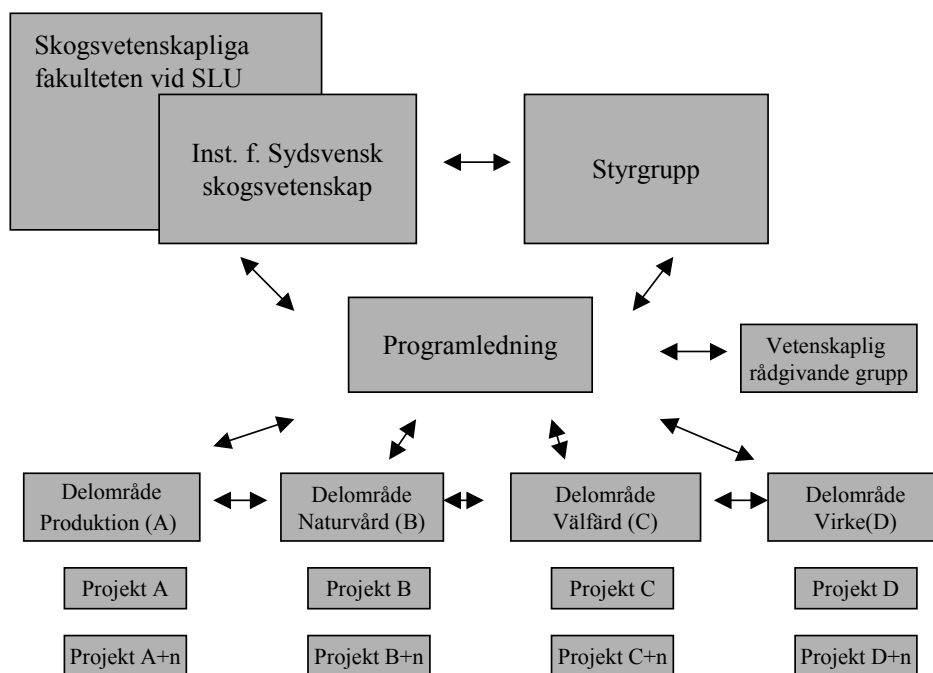 Skogsvetenskapliga
fakulteten vid SLU
Inst. f. Sydsvensk
skogsvetenskap
Styrgrupp
Programledning
Vetenskaplig
rådgivande grupp
Delområde
Produktion (A)
Delområde
Naturvård (B)
Delområde
Välfärd (C)
Delområde
Virke(D)
Projekt A
Projekt B
Projekt C
Projekt D
Projekt A+n
Projekt B+n
Projekt C+n
Projekt D+n